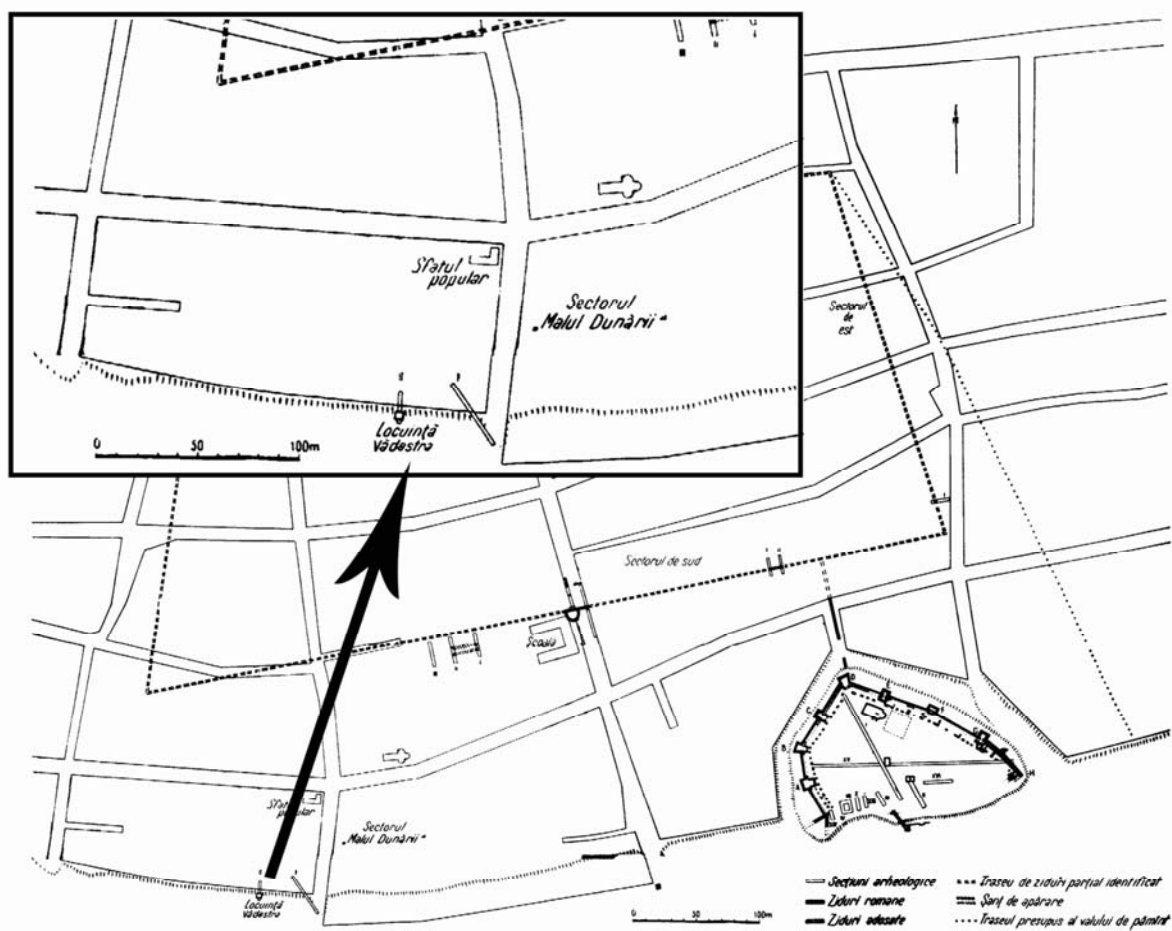 Sfatul
popular
Sectorul
„Malul Dunării“
Locuință
Vădastra
0 50 100m
Sectorul
de
est
Sectorul de sud
Școala
Sfatul
popular
Sectorul
„Malul Dunării“
Locuință
Vădastra
0 50 100m
Secțiuni arheologice
Ziduri romane
Ziduri adosate
Traseu de ziduri parțial identificat
Șanț de apărare
Traseul presupus al valului de pămînt